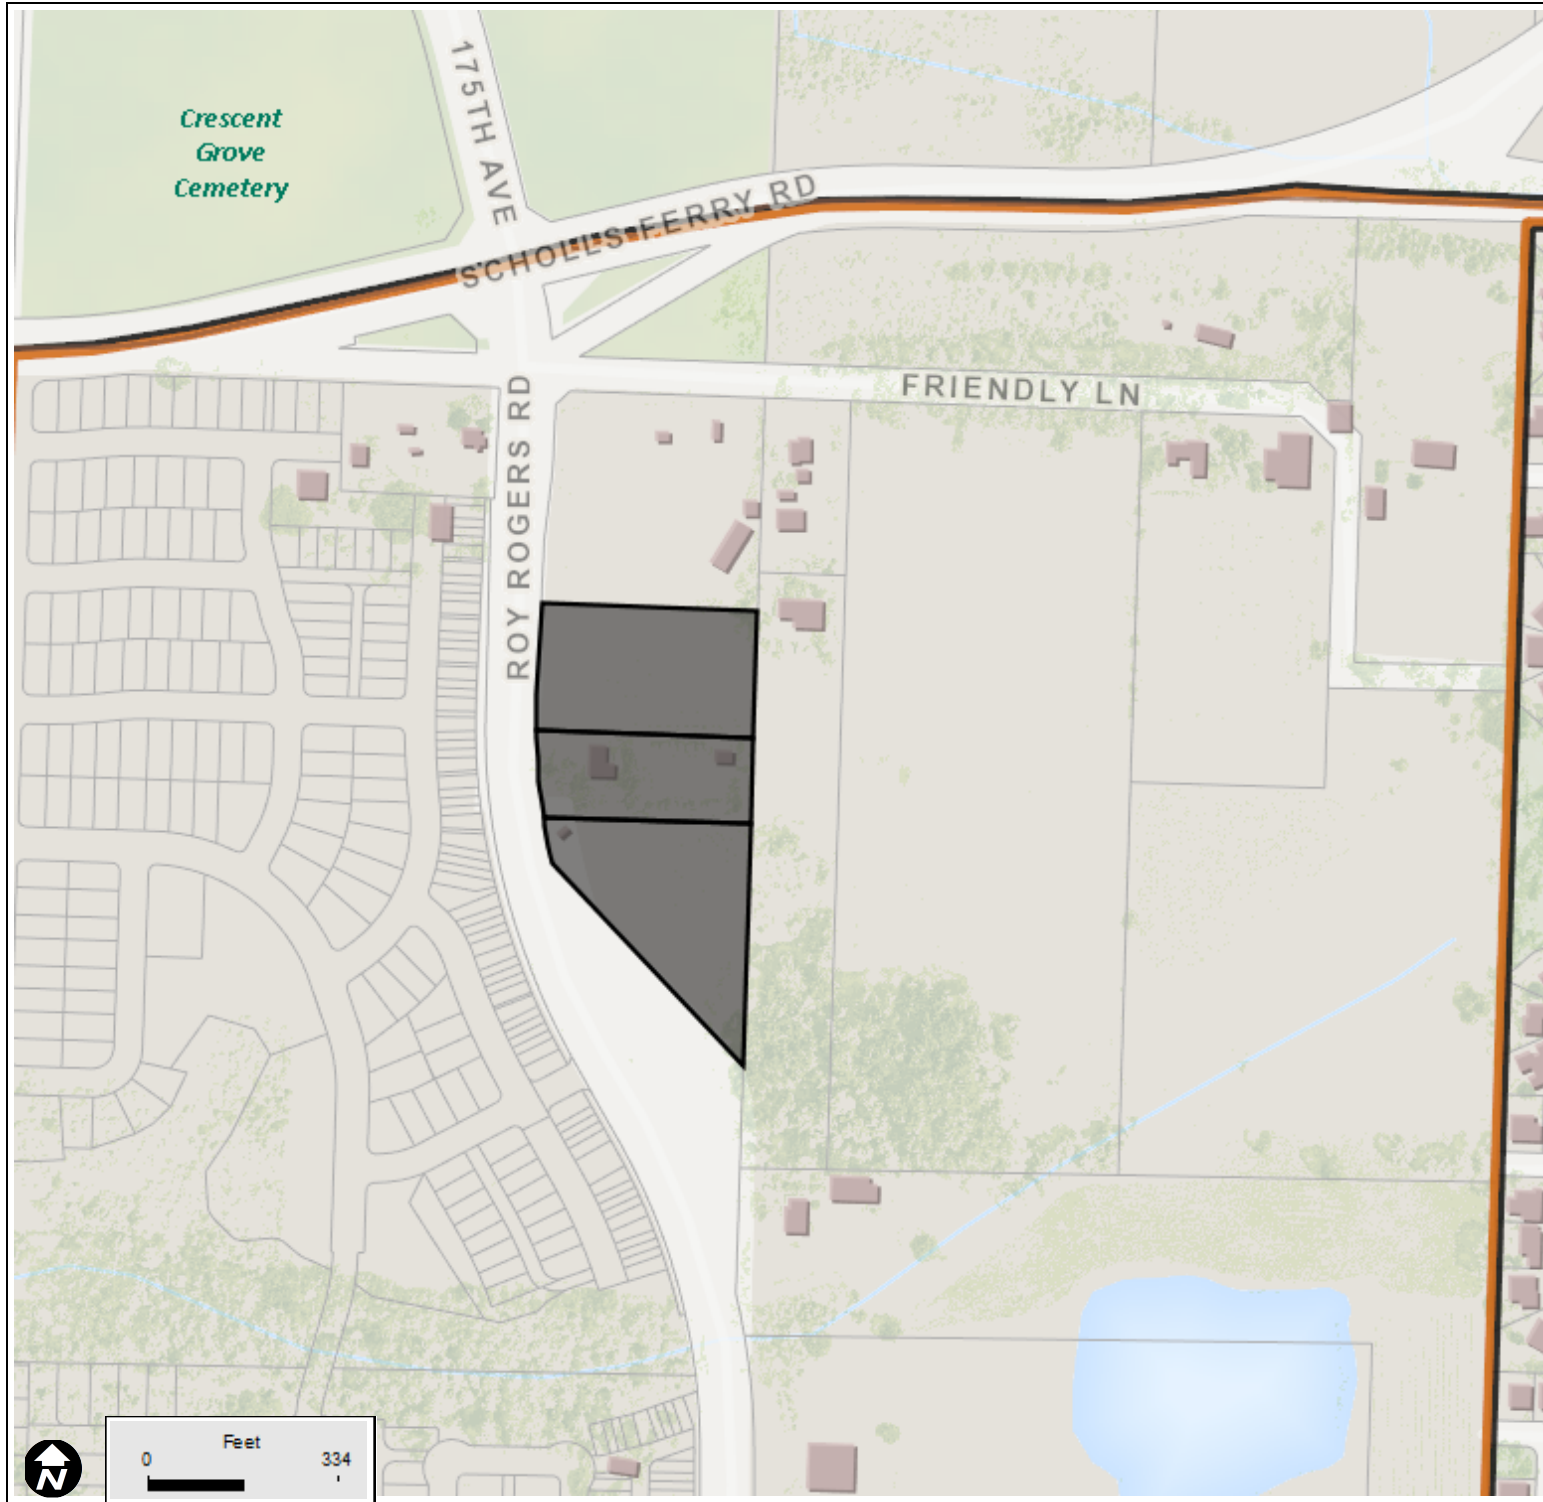 175TH AVE
Crescent
Grove
Cemetery
SCHOLLS FERRY RD
FRIENDLY LN
ROY ROGERS RD
Feet
0 334
N